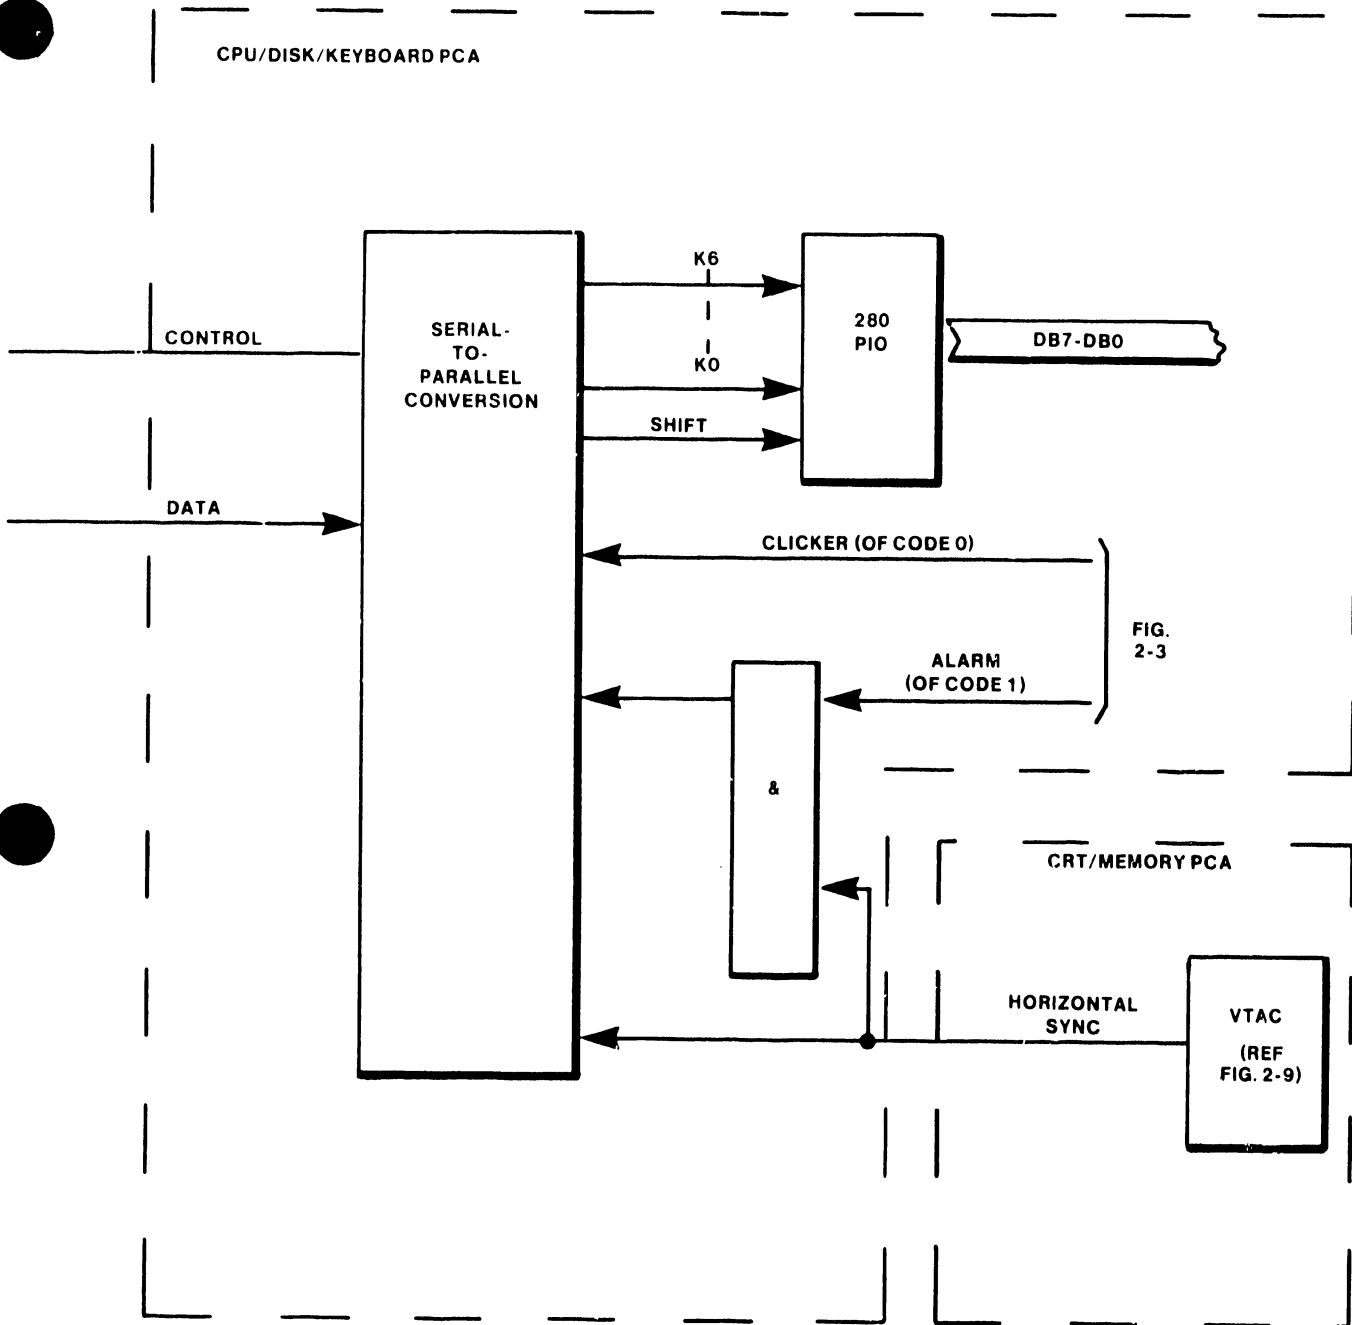 CPU/DISK/KEYBOARD PCA
K6
CONTROL
SERIAL-
TO-
PARALLEL
CONVERSION
280
PIO
DB7-DB0
K0
SHIFT
DATA
CLICKER (OF CODE 0)
FIG.
2-3
ALARM
(OF CODE 1)
&
CRT/MEMORY PCA
HORIZONTAL
SYNC
VTAC
(REF
FIG. 2-9)